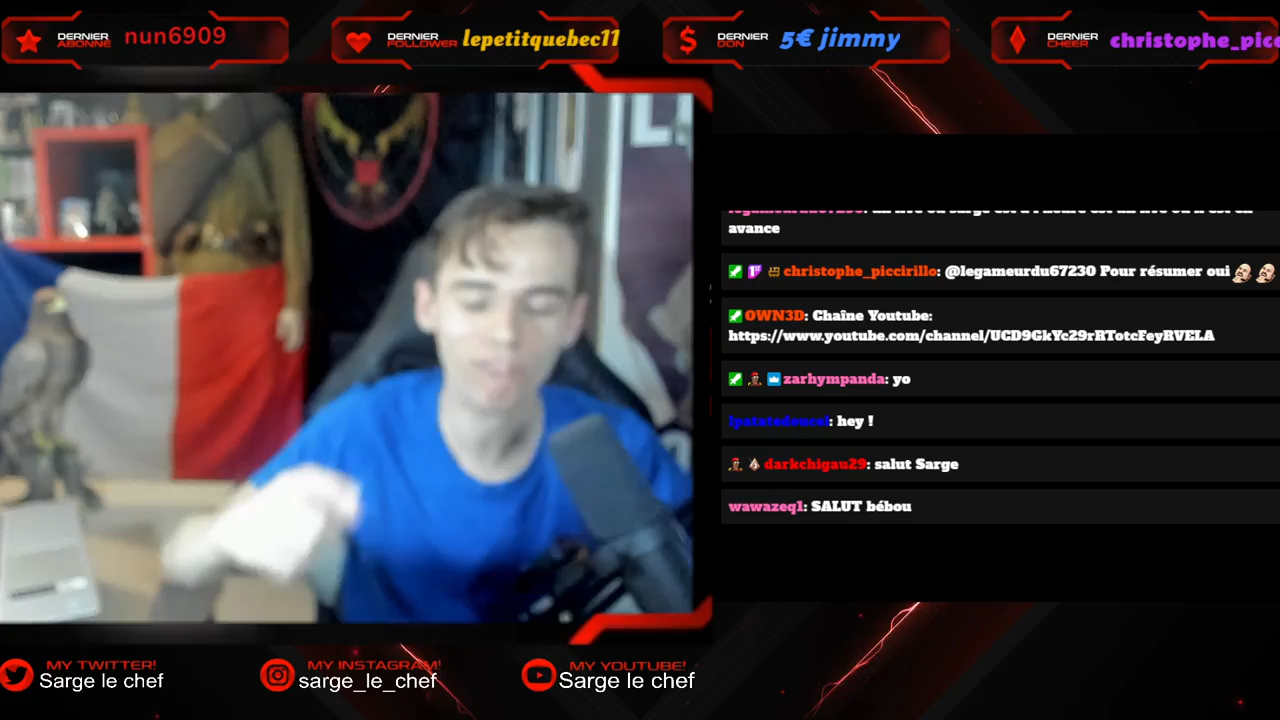 DERNIER ABONNÉ nun6909
DERNIER FOLLOWER lepetitquebec11
DERNIER DON 5€ jimmy
DERNIER CHEER christophe_picc
avance
christophe_piccirillo: @legameurdu67230 Pour résumer oui
OWN3D: Chaîne Youtube:
https://www.youtube.com/channel/UCD9GkYc29rRTotcFeyRVELA
zarhympanda: yo
lpatatedouce1: hey !
darkchigau29: salut Sarge
wawazeq1: SALUT bébou
MY TWITTER!
Sarge le chef
MY INSTAGRAM!
sarge_le_chef
MY YOUTUBE!
Sarge le chef